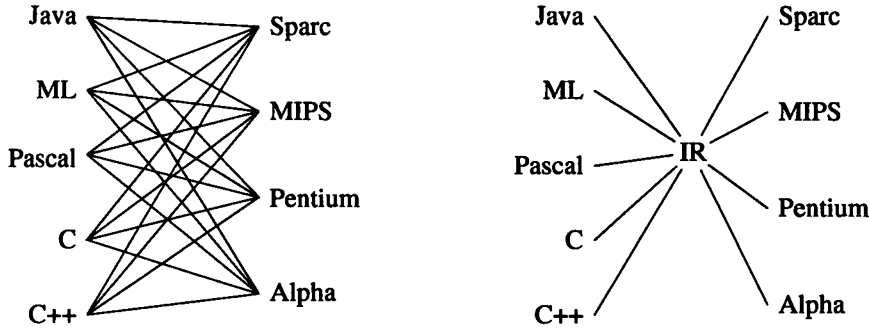 Java
ML
Pascal
C
C++
Sparc
MIPS
Pentium
Alpha
Java
ML
Pascal
C
C++
IR
Sparc
MIPS
Pentium
Alpha